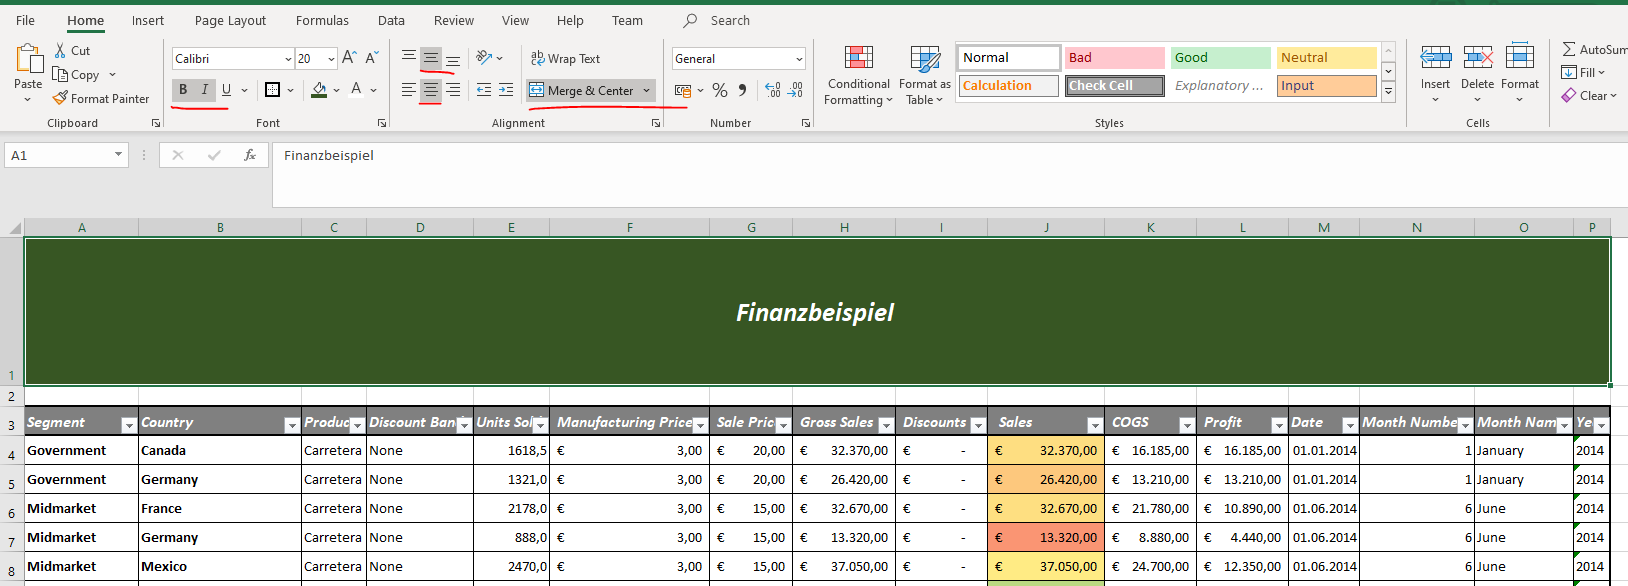 File Home Insert Page Layout Formulas Data Review View Help Team Search
Paste Cut Copy Format Painter Clipboard
Calibri 20 A A B I U A Font
ab Wrap Text Merge & Center Alignment
General % Number
Conditional Formatting Format as Table
Normal Bad Good Neutral
Calculation Check Cell Explanatory ... Input
Styles
Insert Delete Format Cells
AutoSum Fill Clear
A1 fx Finanzbeispiel
A B C D E F G H I J K L M N O P
1 Finanzbeispiel
2
3 Segment Country Produc Discount Ban Units Sol Manufacturing Price Sale Pric Gross Sales Discounts Sales COGS Profit Date Month Numbe Month Nam Ye
4 Government Canada Carretera None 1618,5 € 3,00 € 20,00 € 32.370,00 € - € 32.370,00 € 16.185,00 € 16.185,00 01.01.2014 1 January 2014
5 Government Germany Carretera None 1321,0 € 3,00 € 20,00 € 26.420,00 € - € 26.420,00 € 13.210,00 € 13.210,00 01.01.2014 1 January 2014
6 Midmarket France Carretera None 2178,0 € 3,00 € 15,00 € 32.670,00 € - € 32.670,00 € 21.780,00 € 10.890,00 01.06.2014 6 June 2014
7 Midmarket Germany Carretera None 888,0 € 3,00 € 15,00 € 13.320,00 € - € 13.320,00 € 8.880,00 € 4.440,00 01.06.2014 6 June 2014
8 Midmarket Mexico Carretera None 2470,0 € 3,00 € 15,00 € 37.050,00 € - € 37.050,00 € 24.700,00 € 12.350,00 01.06.2014 6 June 2014